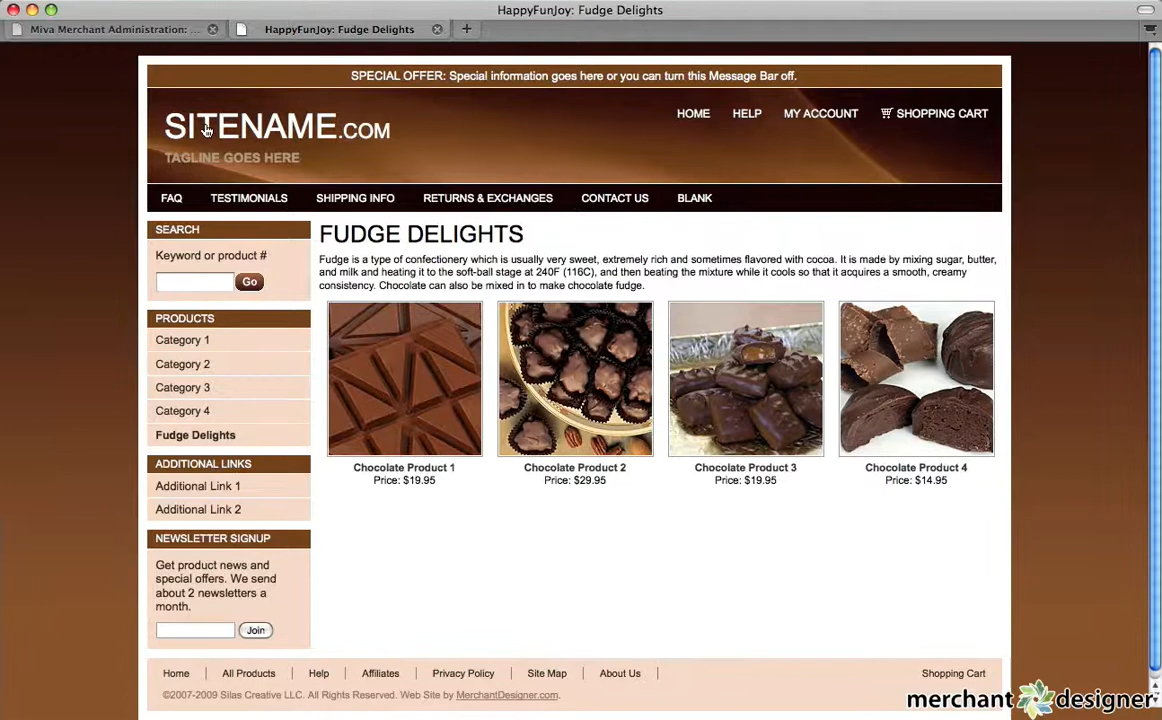 HappyFunJoy: Fudge Delights
Miva Merchant Administration: ...
HappyFunJoy: Fudge Delights
SPECIAL OFFER: Special information goes here or you can turn this Message Bar off.
SITENAME.COM
TAGLINE GOES HERE
HOME HELP MY ACCOUNT SHOPPING CART
FAQ TESTIMONIALS SHIPPING INFO RETURNS & EXCHANGES CONTACT US BLANK
SEARCH
Keyword or product #
Go
PRODUCTS
Category 1
Category 2
Category 3
Category 4
Fudge Delights
ADDITIONAL LINKS
Additional Link 1
Additional Link 2
NEWSLETTER SIGNUP
Get product news and
special offers. We send
about 2 newsletters a
month.
Join
FUDGE DELIGHTS
Fudge is a type of confectionery which is usually very sweet, extremely rich and sometimes flavored with cocoa. It is made by mixing sugar, butter,
and milk and heating it to the soft-ball stage at 240F (116C), and then beating the mixture while it cools so that it acquires a smooth, creamy
consistency. Chocolate can also be mixed in to make chocolate fudge.
Chocolate Product 1
Price: $19.95
Chocolate Product 2
Price: $29.95
Chocolate Product 3
Price: $19.95
Chocolate Product 4
Price: $14.95
Home All Products Help Affiliates Privacy Policy Site Map About Us Shopping Cart
©2007-2009 Silas Creative LLC. All Rights Reserved. Web Site by MerchantDesigner.com.
merchant designer